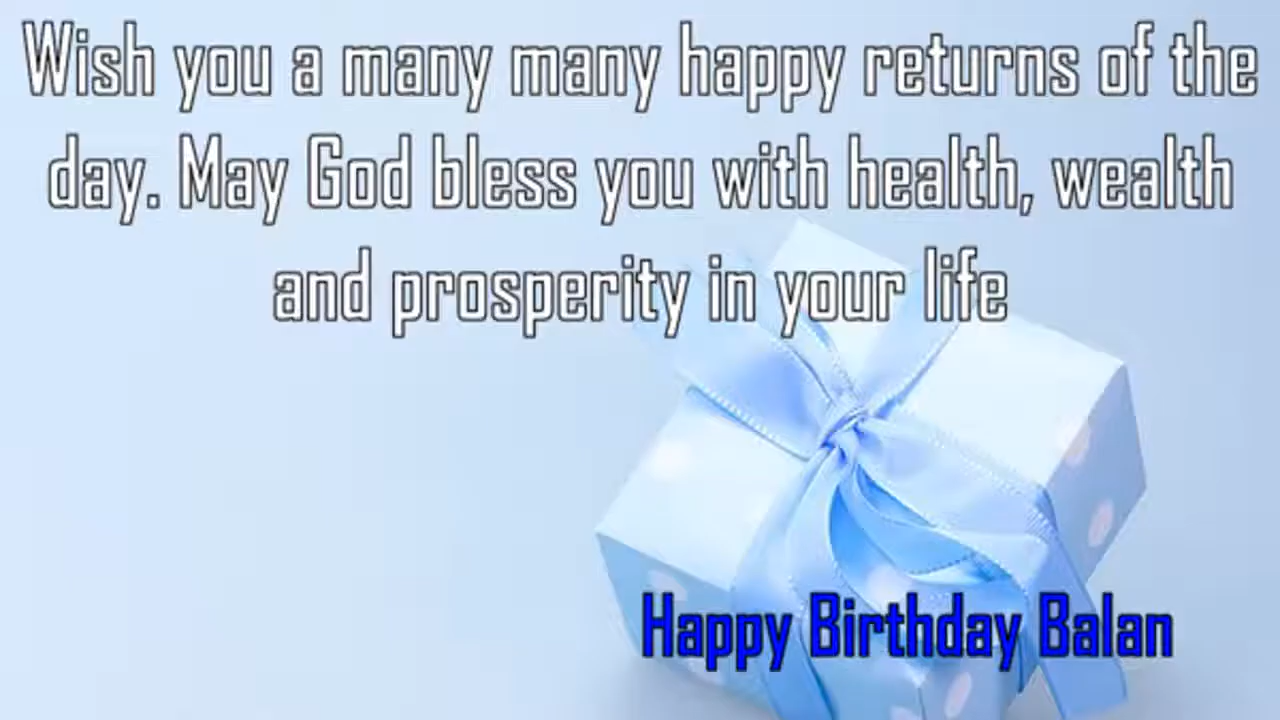 Wish you a many many happy returns of the
day. May God bless you with health, wealth
and prosperity in your life
Happy Birthday Balan